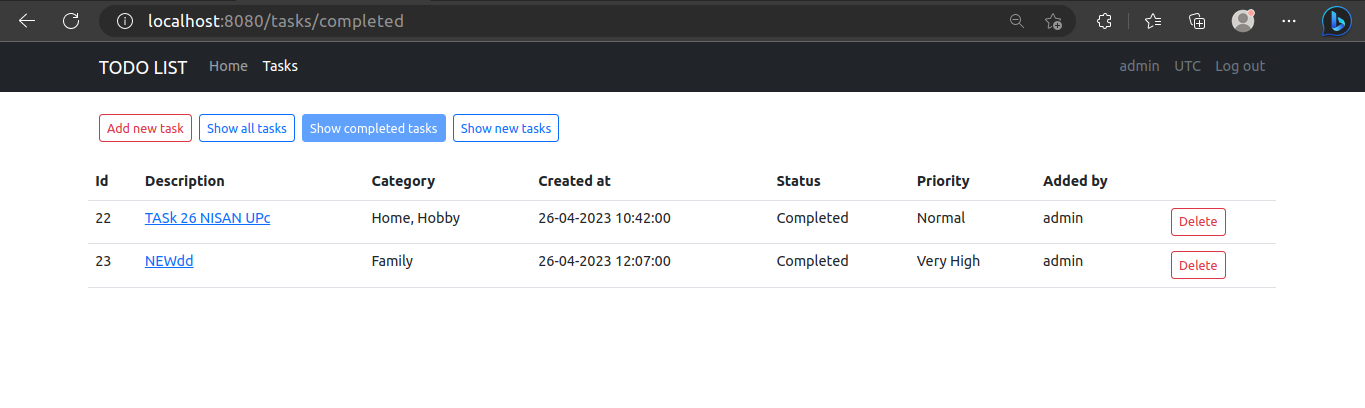 localhost:8080/tasks/completed
TODO LIST Home Tasks admin UTC Log out
Add new task Show all tasks Show completed tasks Show new tasks
Id Description Category Created at Status Priority Added by
22 TASk 26 NISAN UPc Home, Hobby 26-04-2023 10:42:00 Completed Normal admin Delete
23 NEWdd Family 26-04-2023 12:07:00 Completed Very High admin Delete